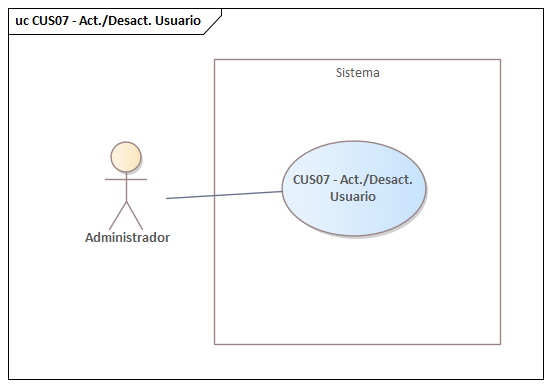 uc CUS07 - Act./Desact. Usuario
Sistema
CUS07 - Act./Desact.
Usuario
Administrador